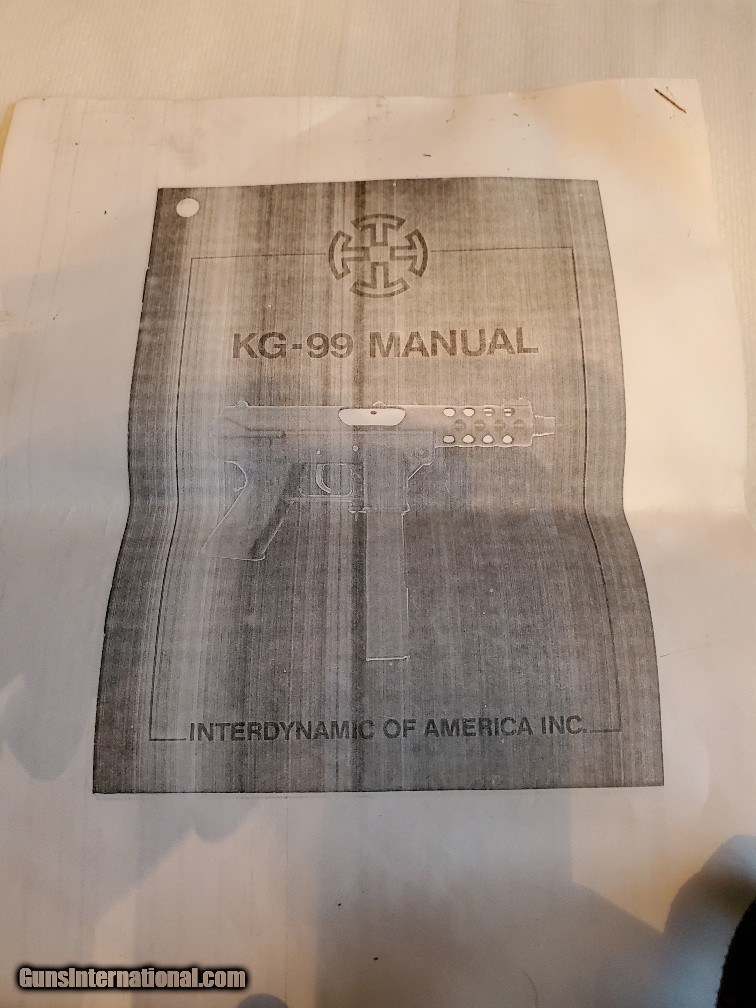 KG-99 MANUAL
INTERDYNAMIC OF AMERICA INC.
GunsInternational.com